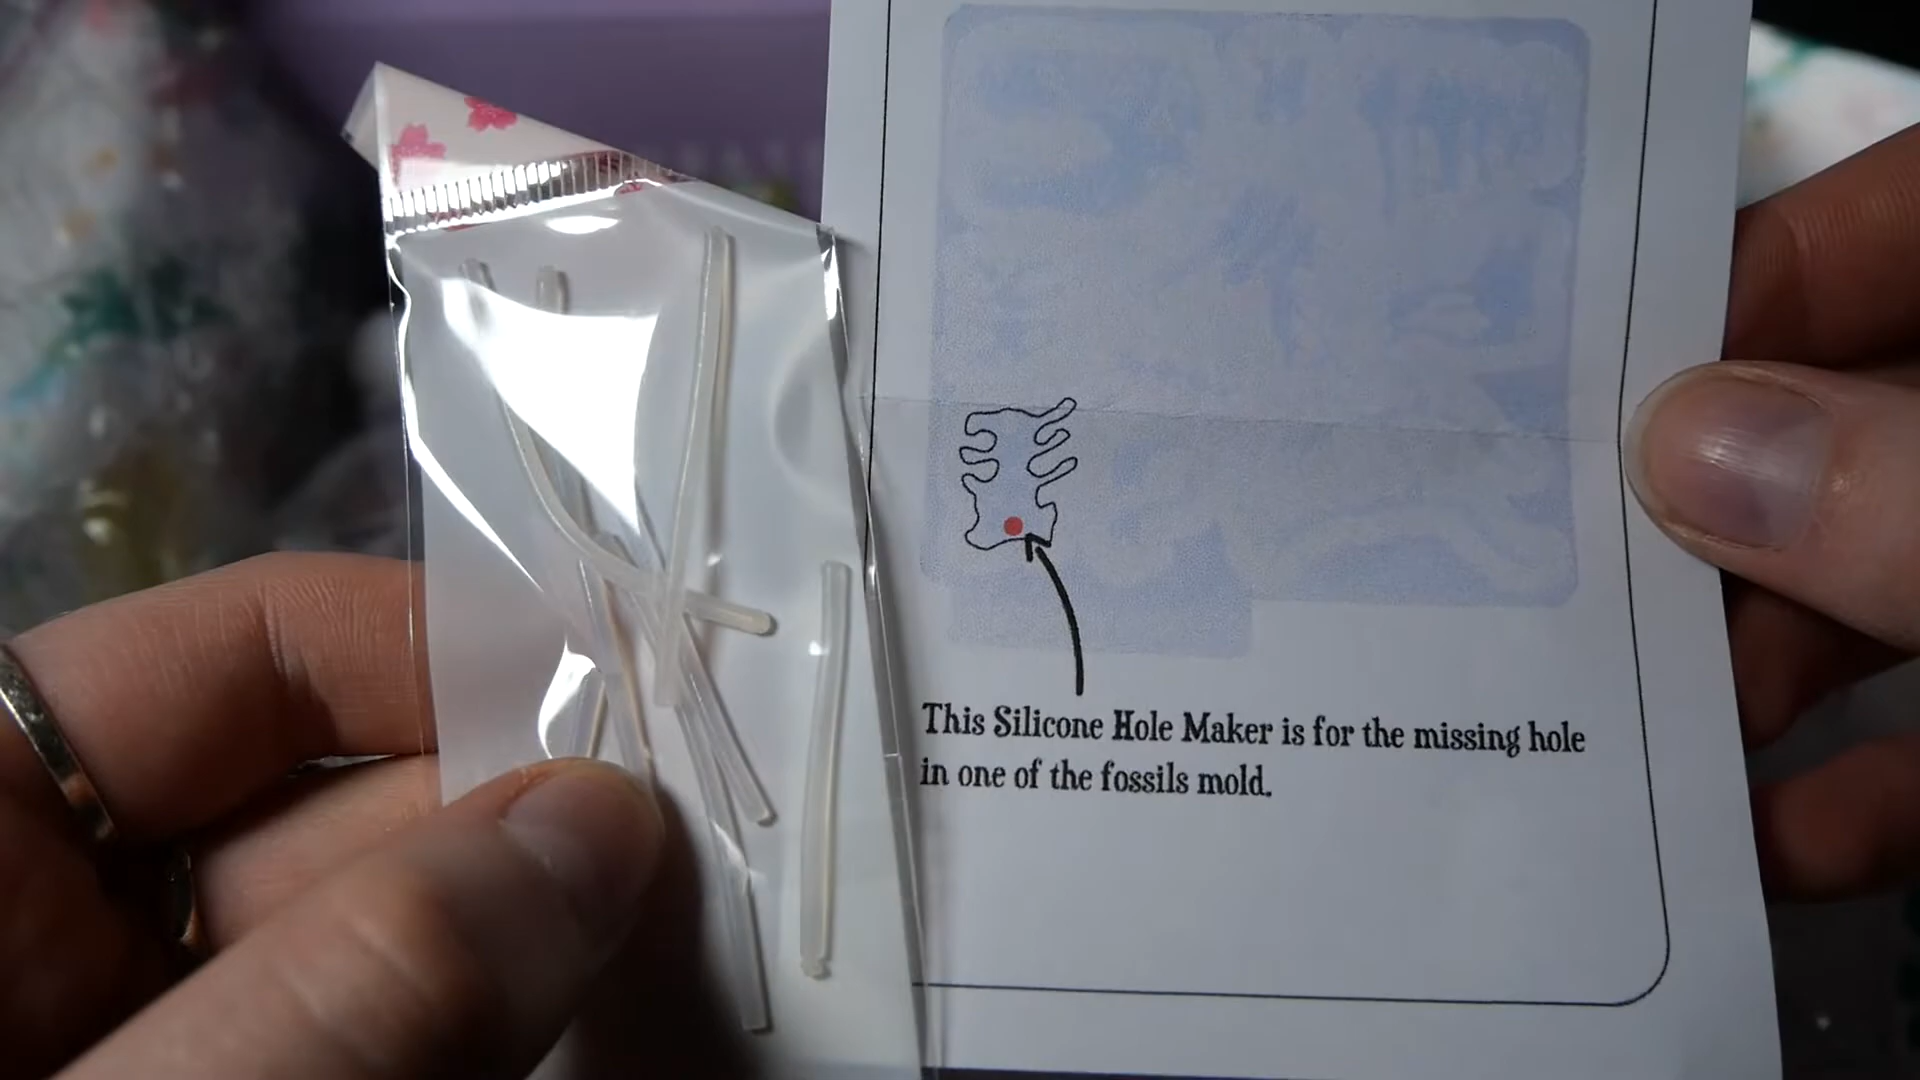 This Silicone Hole Maker is for the missing hole
in one of the fossils mold.